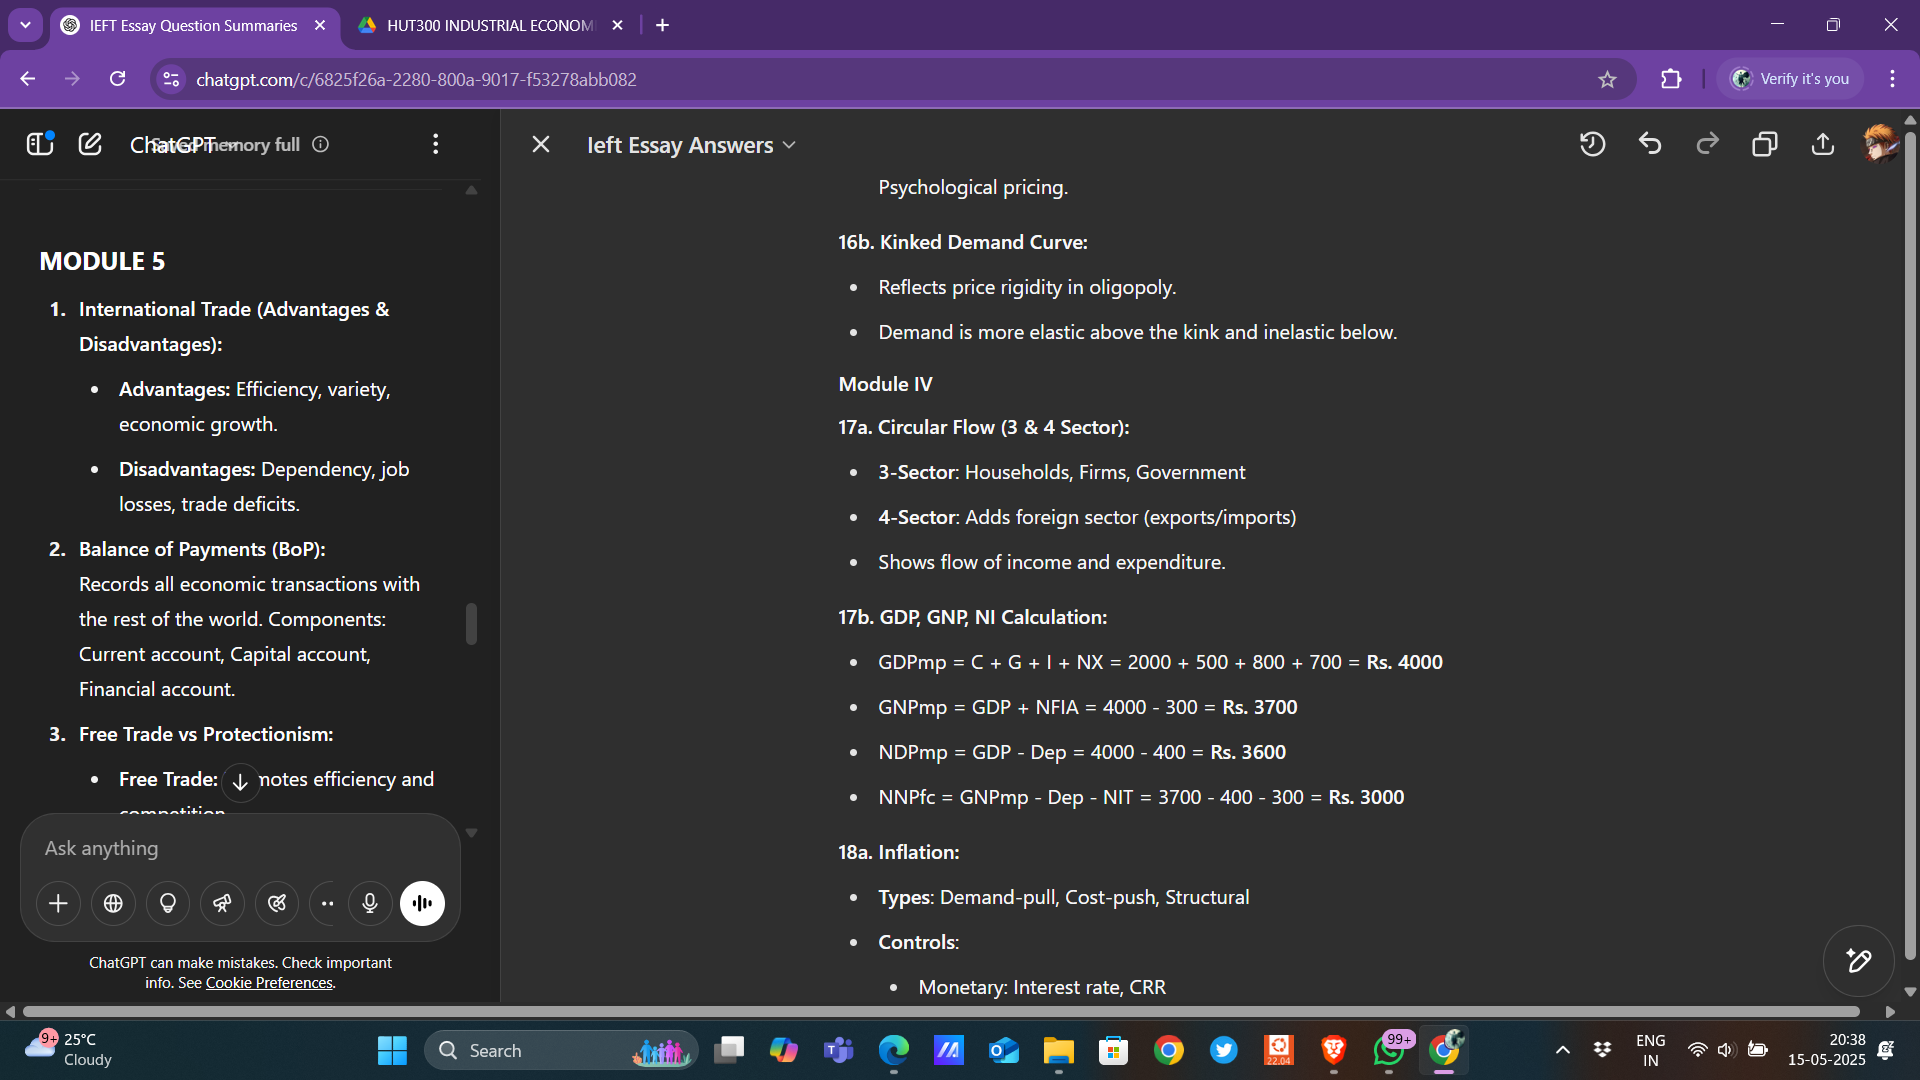 IEFT Essay Question Summaries
HUT300 INDUSTRIAL ECONOM
chatgpt.com/c/6825f26a-2280-800a-9017-f53278abb082
Verify it's you
ChatGPT
memory full
MODULE 5
1. International Trade (Advantages &
Disadvantages):
• Advantages: Efficiency, variety,
economic growth.
• Disadvantages: Dependency, job
losses, trade deficits.
2. Balance of Payments (BoP):
Records all economic transactions with
the rest of the world. Components:
Current account, Capital account,
Financial account.
3. Free Trade vs Protectionism:
• Free Trade: motes efficiency and
competition
Ask anything
ChatGPT can make mistakes. Check important
info. See Cookie Preferences.
Ieft Essay Answers
Psychological pricing.
16b. Kinked Demand Curve:
• Reflects price rigidity in oligopoly.
• Demand is more elastic above the kink and inelastic below.
Module IV
17a. Circular Flow (3 & 4 Sector):
• 3-Sector: Households, Firms, Government
• 4-Sector: Adds foreign sector (exports/imports)
• Shows flow of income and expenditure.
17b. GDP, GNP, NI Calculation:
• GDPmp = C + G + I + NX = 2000 + 500 + 800 + 700 = Rs. 4000
• GNPmp = GDP + NFIA = 4000 - 300 = Rs. 3700
• NDPmp = GDP - Dep = 4000 - 400 = Rs. 3600
• NNPfc = GNPmp - Dep - NIT = 3700 - 400 - 300 = Rs. 3000
18a. Inflation:
• Types: Demand-pull, Cost-push, Structural
• Controls:
• Monetary: Interest rate, CRR
9+
25°C
Cloudy
Search
22.04
99+
ENG
IN
20:38
15-05-2025